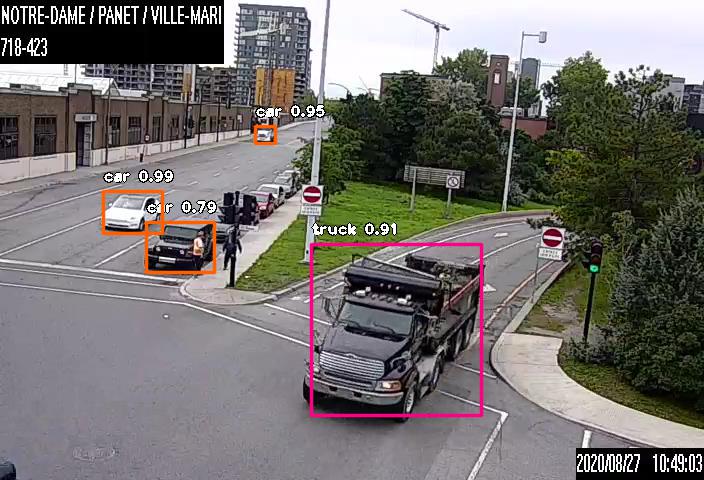 NOTRE-DAME / PANET / VILLE-MARI
718-423
car 0.95
car 0.99
car 0.79
truck 0.91
2020/08/27 10:49:03